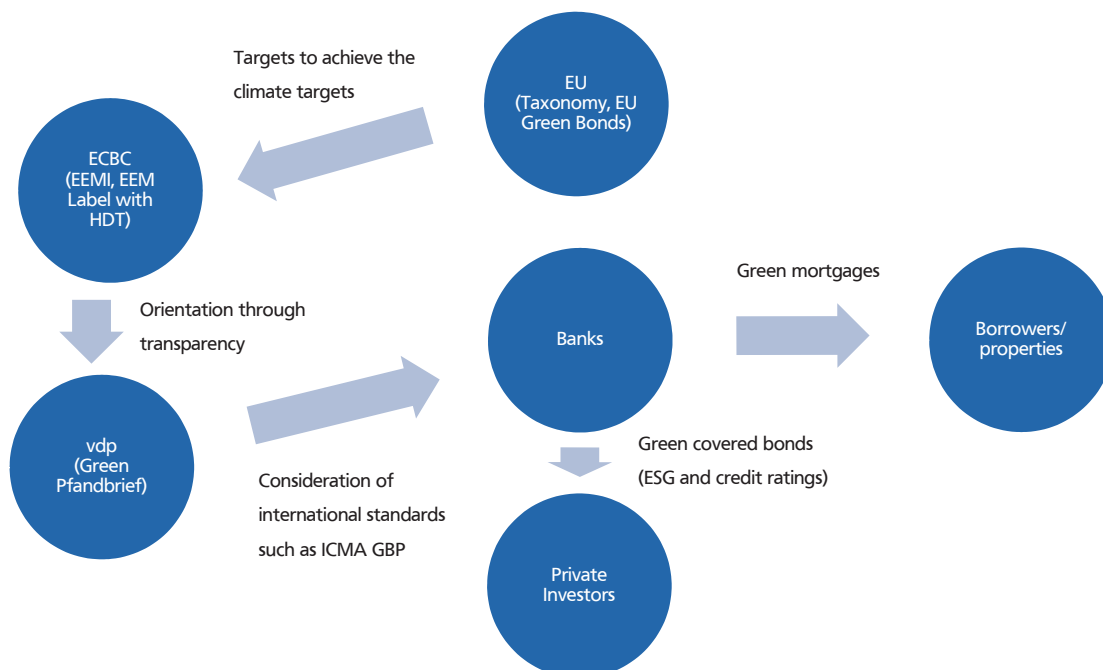 Targets to achieve the
climate targets
EU
(Taxonomy, EU
Green Bonds)
ECBC
(EEMI, EEM
Label with
HDT)
Green mortgages
Orientation through
transparency
Banks
Borrowers/
properties
vdp
(Green
Pfandbrief)
Green covered bonds
(ESG and credit ratings)
Consideration of
international standards
such as ICMA GBP
Private
Investors